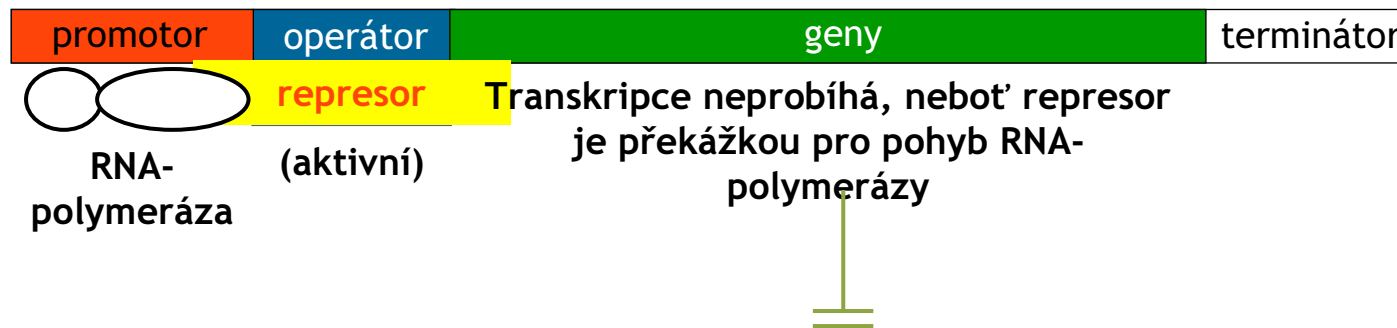 promotor operátor geny terminátor
represor
(aktivní)
RNA-
polymeráza
Transkripce neprobíhá, neboť represor
je překážkou pro pohyb RNA-
polymerázy